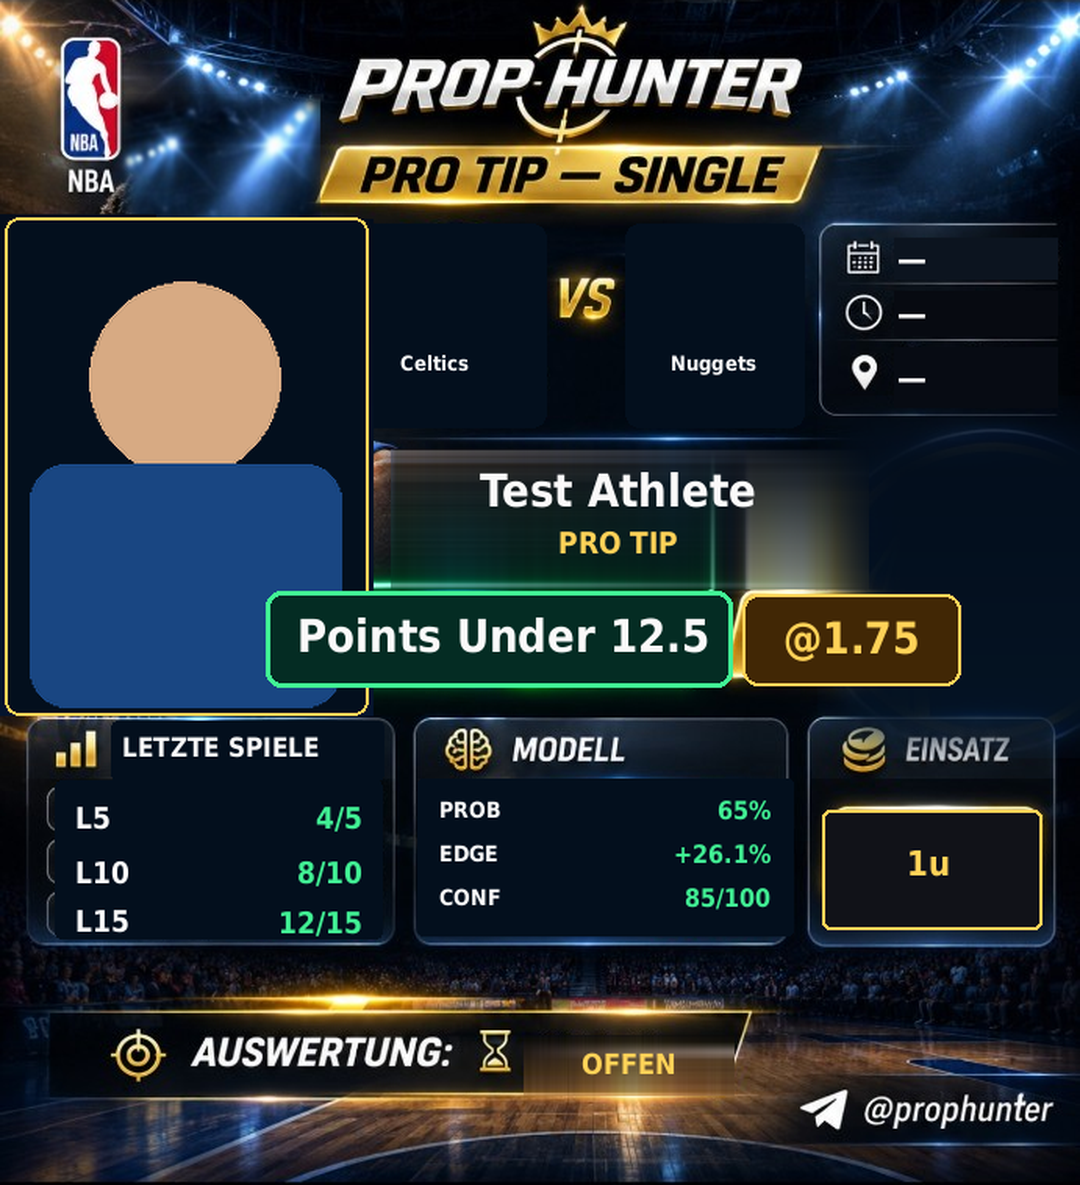 NBA
NBA
PROP HUNTER
PRO TIP — SINGLE
Celtics
VS
Nuggets
—
—
—
Test Athlete
PRO TIP
Points Under 12.5
@1.75
LETZTE SPIELE
L5 4/5
L10 8/10
L15 12/15
MODELL
PROB 65%
EDGE +26.1%
CONF 85/100
EINSATZ
1u
AUSWERTUNG: OFFEN
@prophunter